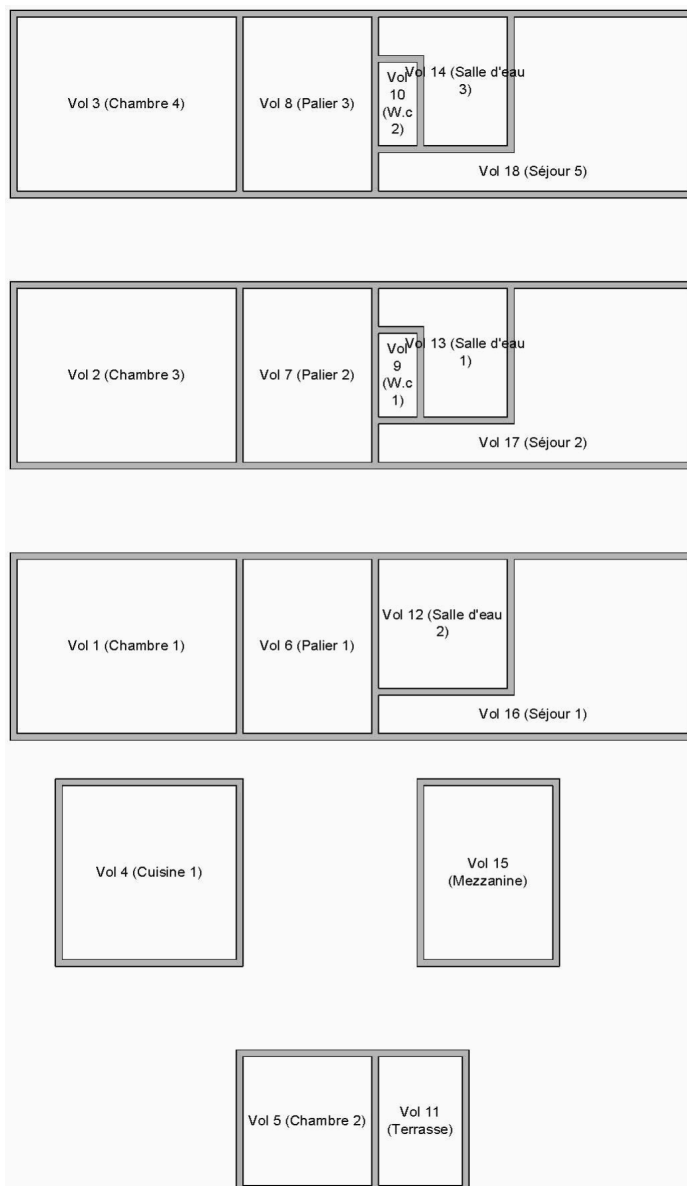 Vol 3 (Chambre 4)
Vol 8 (Palier 3)
Vol
10
(W.c
2)
Vol 14 (Salle d'eau
3)
Vol 18 (Séjour 5)
Vol 2 (Chambre 3)
Vol 7 (Palier 2)
Vol
9
(W.c
1)
Vol 13 (Salle d'eau
1)
Vol 17 (Séjour 2)
Vol 1 (Chambre 1)
Vol 6 (Palier 1)
Vol 12 (Salle d'eau
2)
Vol 16 (Séjour 1)
Vol 4 (Cuisine 1)
Vol 15
(Mezzanine)
Vol 5 (Chambre 2)
Vol 11
(Terrasse)